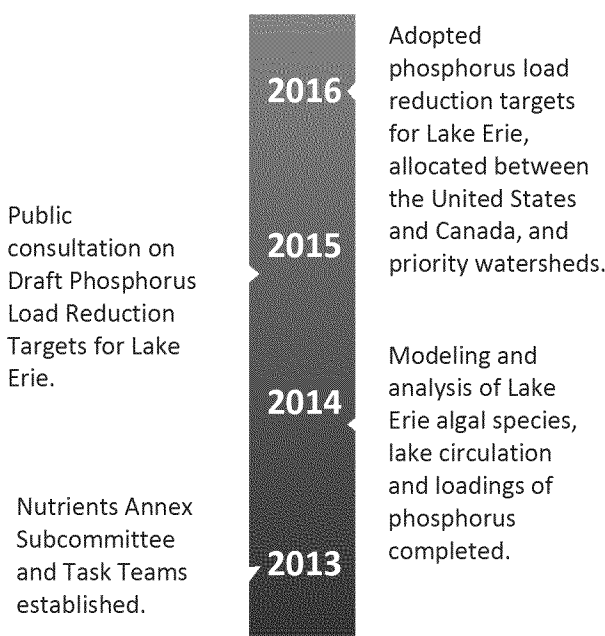 2016
Adopted
phosphorus load
reduction targets
for Lake Erie,
allocated between
the United States
and Canada, and
priority watersheds.
2015
Public
consultation on
Draft Phosphorus
Load Reduction
Targets for Lake
Erie.
2014
Modeling and
analysis of Lake
Erie algal species,
lake circulation
and loadings of
phosphorus
completed.
2013
Nutrients Annex
Subcommittee
and Task Teams
established.